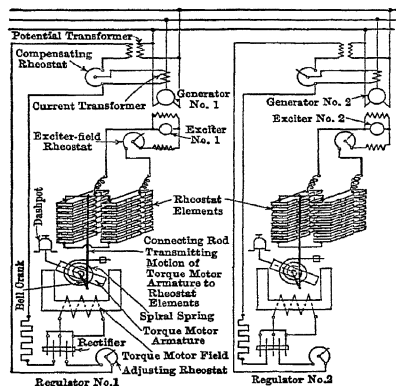 Potential Transformer
Compensating
Rheostat
Current Transformer
Generator
No. 1
Exciter-field
Rheostat
Exciter
No. 1
Generator No. 2
Exciter No. 2
Rheostat
Elements
Dashpot
Bell Crank
Connecting Rod
Transmitting
Motion of
Torque Motor
Armature to
Rheostat
Elements
Spiral Spring
Torque Motor
Armature
Rectifier
Torque Motor Field
Adjusting Rheostat
Regulator No.1
Regulator No.2